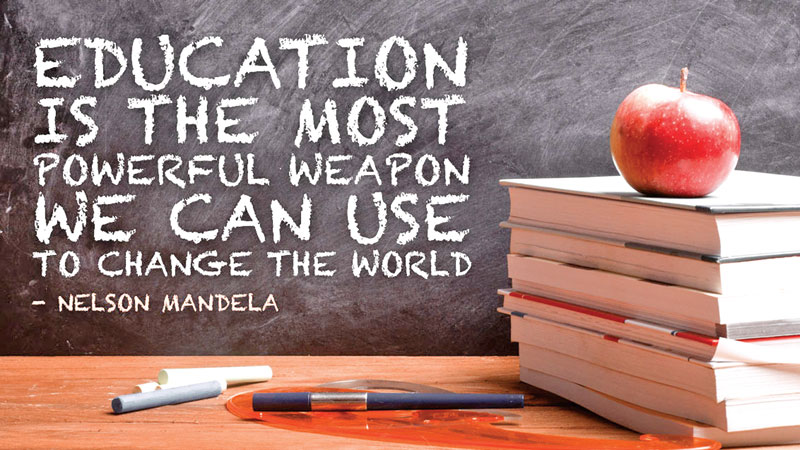 EDUCATION
IS THE MOST
POWERFUL WEAPON
WE CAN USE
TO CHANGE THE WORLD
- NELSON MANDELA